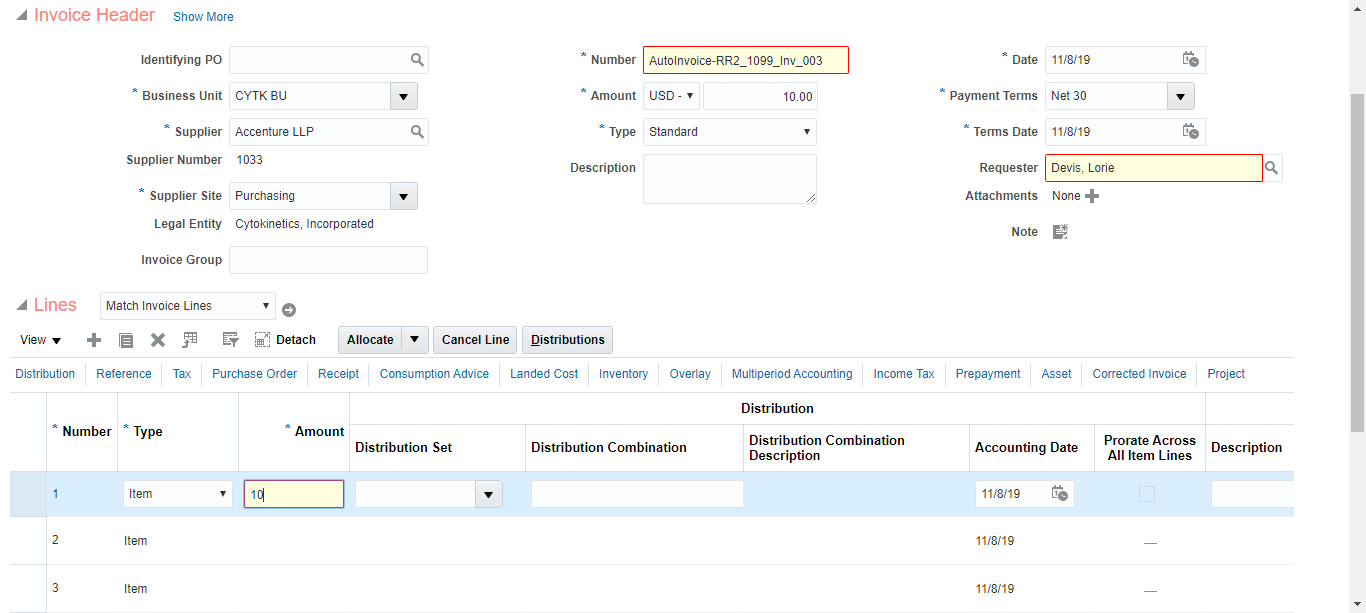 Invoice Header Show More
Identifying PO
* Number AutoInvoice-RR2_1099_Inv_003
* Date 11/8/19
* Business Unit CYTK BU
* Amount USD - 10.00
* Payment Terms Net 30
* Supplier Accenture LLP
* Type Standard
* Terms Date 11/8/19
Supplier Number 1033
Description
Requester Devis, Lorie
* Supplier Site Purchasing
Attachments None
Legal Entity Cytokinetics, Incorporated
Note
Invoice Group
Lines Match Invoice Lines
View Detach Allocate Cancel Line Distributions
Distribution Reference Tax Purchase Order Receipt Consumption Advice Landed Cost Inventory Overlay Multiperiod Accounting Income Tax Prepayment Asset Corrected Invoice Project
Distribution
* Number * Type * Amount Distribution Set Distribution Combination Distribution Combination Description Accounting Date Prorate Across All Item Lines Description
1 Item 10 11/8/19
2 Item 11/8/19 —
3 Item 11/8/19 —